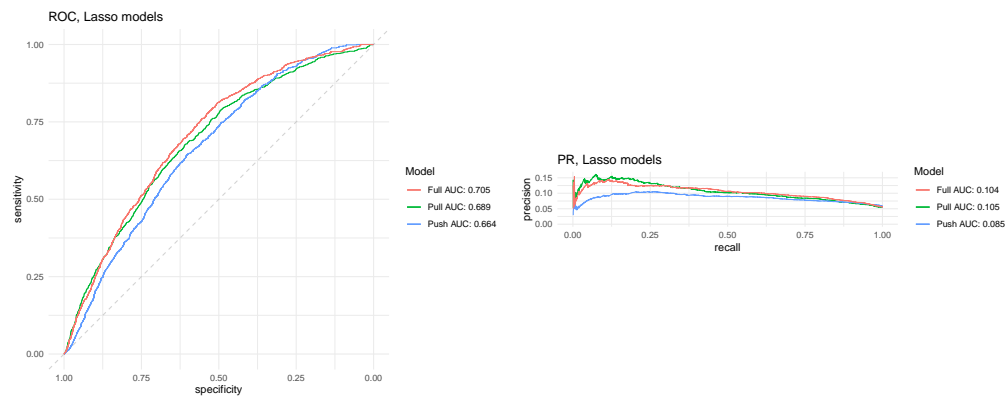 ROC, Lasso models
1.00
0.75
0.50
0.25
0.00
sensitivity
1.00
0.75
0.50
0.25
0.00
specificity
Model
Full AUC: 0.705
Pull AUC: 0.689
Push AUC: 0.664
PR, Lasso models
0.15
0.10
0.05
0.00
precision
0.00
0.25
0.50
0.75
1.00
recall
Model
Full AUC: 0.104
Pull AUC: 0.105
Push AUC: 0.085